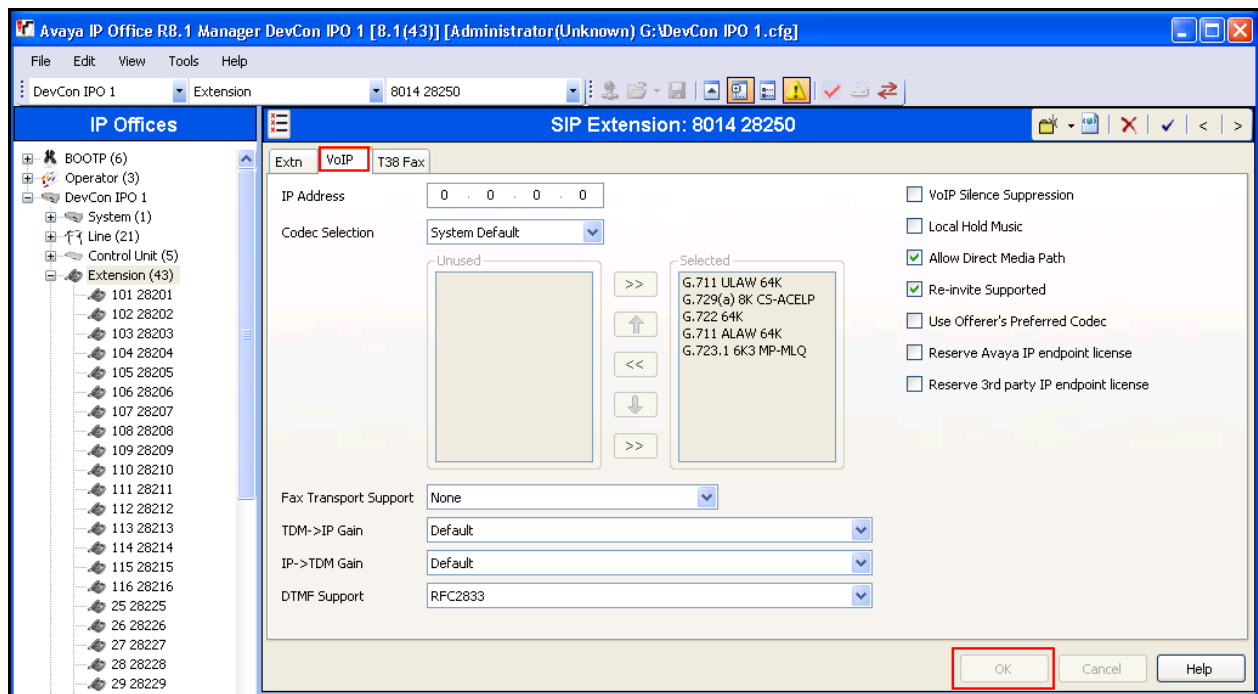 Avaya IP Office R8.1 Manager DevCon IPO 1 [8.1(43)] [Administrator(Unknown) G:\DevCon IPO 1.cfg]
File Edit View Tools Help
DevCon IPO 1 Extension 8014 28250
IP Offices
SIP Extension: 8014 28250
BOOTP (6)
Operator (3)
DevCon IPO 1
System (1)
Line (21)
Control Unit (5)
Extension (43)
101 28201
102 28202
103 28203
104 28204
105 28205
106 28206
107 28207
108 28208
109 28209
110 28210
111 28211
112 28212
113 28213
114 28214
115 28215
116 28216
25 28225
26 28226
27 28227
28 28228
29 28229
Extn VoIP T38 Fax
IP Address 0 . 0 . 0 . 0
Codec Selection System Default
Unused
>>
<<
>>
Selected
G.711 ULAW 64K
G.729(a) 8K CS-ACELP
G.722 64K
G.711 ALAW 64K
G.723.1 6K3 MP-MLQ
Fax Transport Support None
TDM->IP Gain Default
IP->TDM Gain Default
DTMF Support RFC2833
VoIP Silence Suppression
Local Hold Music
Allow Direct Media Path
Re-invite Supported
Use Offerer's Preferred Codec
Reserve Avaya IP endpoint license
Reserve 3rd party IP endpoint license
OK Cancel Help